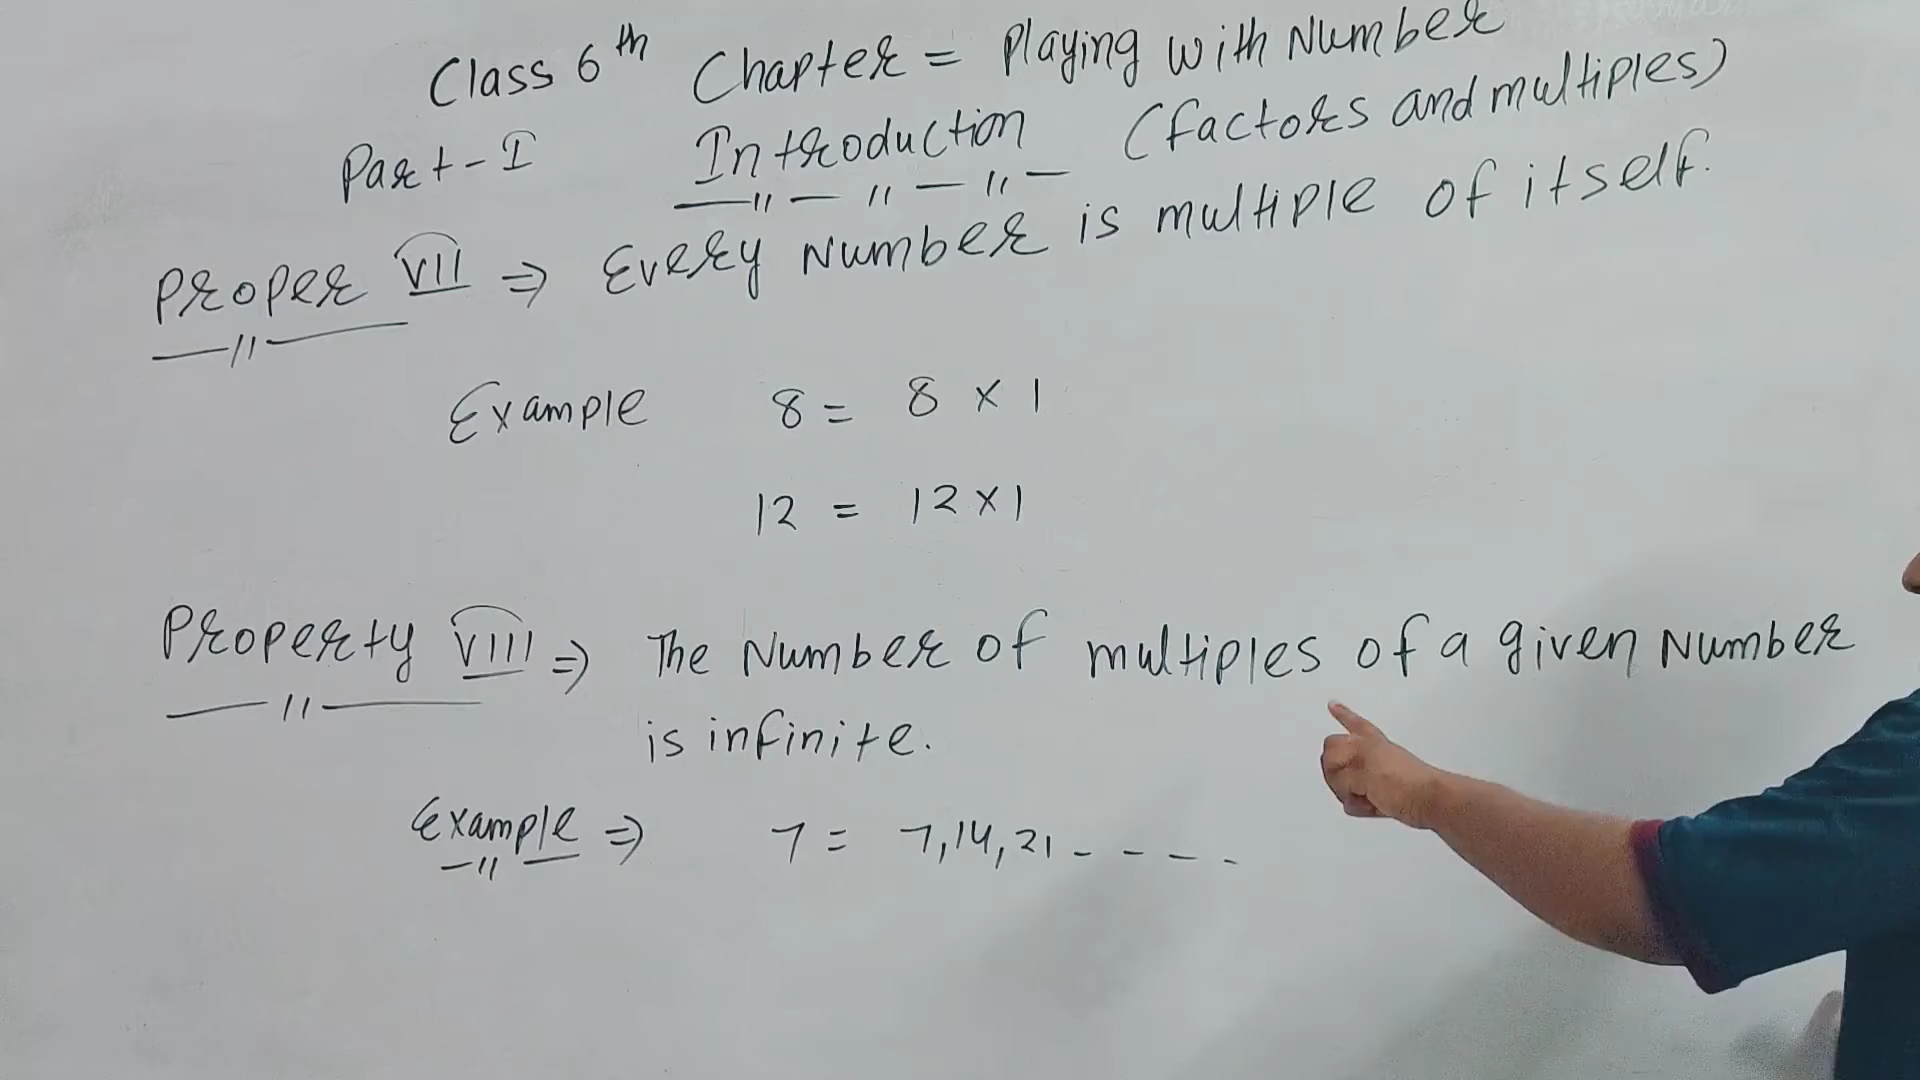 Class 6th Chapter = Playing with Number
Part-I Introduction (factors and multiples)
Proper VII ⇒ Every Number is multiple of itself.
Example 8 = 8 × 1
12 = 12 × 1
Property VIII ⇒ The Number of multiples of a given Number
is infinite.
Example ⇒ 7 = 7, 14, 21 - - - -